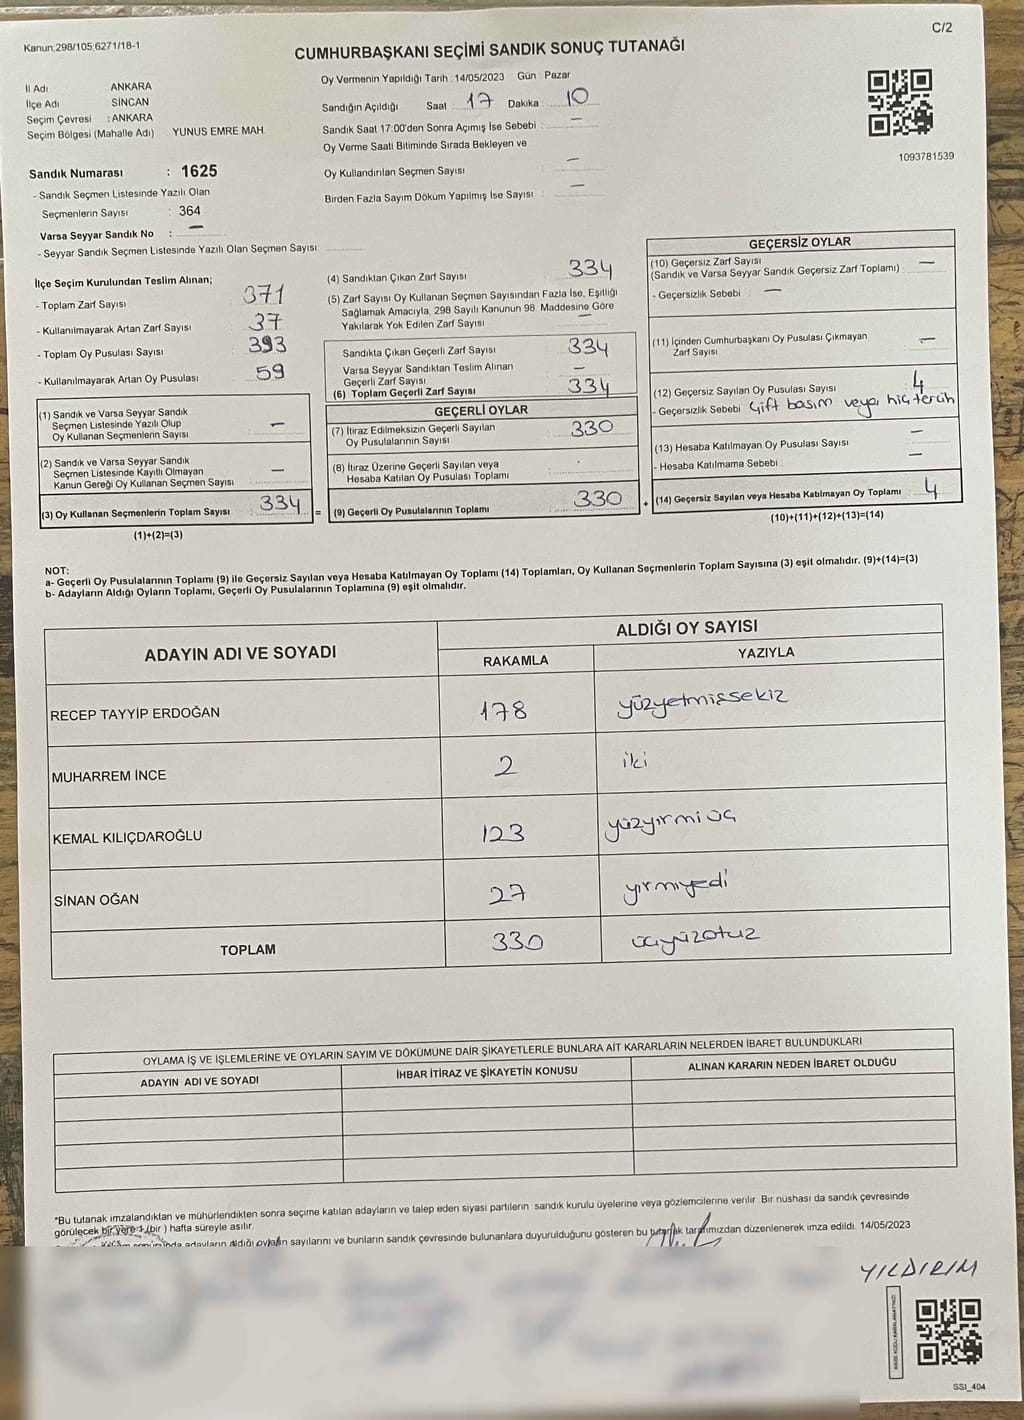 Kanun;298/105;6271/18-1
C/2
CUMHURBAŞKANI SEÇİMİ SANDIK SONUÇ TUTANAĞI
İl Adı ANKARA
İlçe Adı SİNCAN
Seçim Çevresi : ANKARA
Seçim Bölgesi (Mahalle Adı) YUNUS EMRE MAH
Sandık Numarası : 1625
- Sandık Seçmen Listesinde Yazılı Olan
Seçmenlerin Sayısı : 364
Varsa Seyyar Sandık No : —
- Seyyar Sandık Seçmen Listesinde Yazılı Olan Seçmen Sayısı:
Oy Vermenin Yapıldığı Tarih : 14/05/2023 Gün : Pazar
Sandığın Açıldığı Saat 17 Dakika : 10
Sandık Saat 17:00'den Sonra Açımış İse Sebebi : —
Oy Verme Saati Bitiminde Sırada Bekleyen ve
Oy Kullandırılan Seçmen Sayısı —
Birden Fazla Sayım Döküm Yapılmış İse Sayısı : —
1093781539
İlçe Seçim Kurulundan Teslim Alınan;
- Toplam Zarf Sayısı 371
- Kullanılmayarak Artan Zarf Sayısı 37
- Toplam Oy Pusulası Sayısı 393
- Kullanılmayarak Artan Oy Pusulası : 59
(1) Sandık ve Varsa Seyyar Sandık
Seçmen Listesinde Yazılı Olup
Oy Kullanan Seçmenlerin Sayısı : —
(2) Sandık ve Varsa Seyyar Sandık
Seçmen Listesinde Kayıtlı Olmayan
Kanun Gereği Oy Kullanan Seçmen Sayısı : —
(3) Oy Kullanan Seçmenlerin Toplam Sayısı : 334
(1)+(2)=(3)
(4) Sandıktan Çıkan Zarf Sayısı : 334
(5) Zarf Sayısı Oy Kullanan Seçmen Sayısından Fazla İse, Eşitliği
Sağlamak Amacıyla, 298 Sayılı Kanunun 98. Maddesine Göre
Yakılarak Yok Edilen Zarf Sayısı —
Sandıkta Çıkan Geçerli Zarf Sayısı 334
Varsa Seyyar Sandıktan Teslim Alınan
Geçerli Zarf Sayısı —
(6) Toplam Geçerli Zarf Sayısı 334
GEÇERLİ OYLAR
(7) İtiraz Edilmeksizin Geçerli Sayılan
Oy Pusulalarının Sayısı 330
(8) İtiraz Üzerine Geçerli Sayılan veya
Hesaba Katılan Oy Pusulası Toplamı
= (9) Geçerli Oy Pusulalarının Toplamı : 330
GEÇERSİZ OYLAR
(10) Geçersiz Zarf Sayısı
(Sandık ve Varsa Seyyar Sandık Geçersiz Zarf Toplamı) : —
- Geçersizlik Sebebi : —
(11) İçinden Cumhurbaşkanı Oy Pusulası Çıkmayan
Zarf Sayısı —
(12) Geçersiz Sayılan Oy Pusulası Sayısı 4
- Geçersizlik Sebebi Çift basım veya hiç tercih
(13) Hesaba Katılmayan Oy Pusulası Sayısı —
- Hesaba Katılmama Sebebi : —
+ (14) Geçersiz Sayılan veya Hesaba Katılmayan Oy Toplamı : 4
(10)+(11)+(12)+(13)=(14)
NOT:
a- Geçerli Oy Pusulalarının Toplamı (9) ile Geçersiz Sayılan veya Hesaba Katılmayan Oy Toplamı (14) Toplamları, Oy Kullanan Seçmenlerin Toplam Sayısına (3) eşit olmalıdır. (9)+(14)=(3)
b- Adayların Aldığı Oyların Toplamı, Geçerli Oy Pusulalarının Toplamına (9) eşit olmalıdır.
ADAYIN ADI VE SOYADI ALDIĞI OY SAYISI
RAKAMLA YAZIYLA
RECEP TAYYİP ERDOĞAN 178 yüzyetmişsekiz
MUHARREM İNCE 2 iki
KEMAL KILIÇDAROĞLU 123 yüzyirmi üç
SİNAN OĞAN 27 yirmiyedi
TOPLAM 330 üçyüzotuz
OYLAMA İŞ VE İŞLEMLERİNE VE OYLARIN SAYIM VE DÖKÜMÜNE DAİR ŞİKAYETLERLE BUNLARA AİT KARARLARIN NELERDEN İBARET BULUNDUKLARI
ADAYIN ADI VE SOYADI İHBAR İTİRAZ VE ŞİKAYETİN KONUSU ALINAN KARARIN NEDEN İBARET OLDUĞU
*Bu tutanak imzalandıktan ve mühürlendikten sonra seçime katılan adayların ve talep eden siyasi partilerin sandık kurulu üyelerine veya gözlemcilerine verilir. Bir nüshası da sandık çevresinde
görülecek bir yere 1 (bir ) hafta süreyle asılır.
adayların aldığı oyların sayılarını ve bunların sandık çevresinde bulunanlara duyurulduğunu gösteren bu tutanak tarafımızdan düzenlenerek imza edildi. 14/05/2023
YILDIRIM
SSI_404